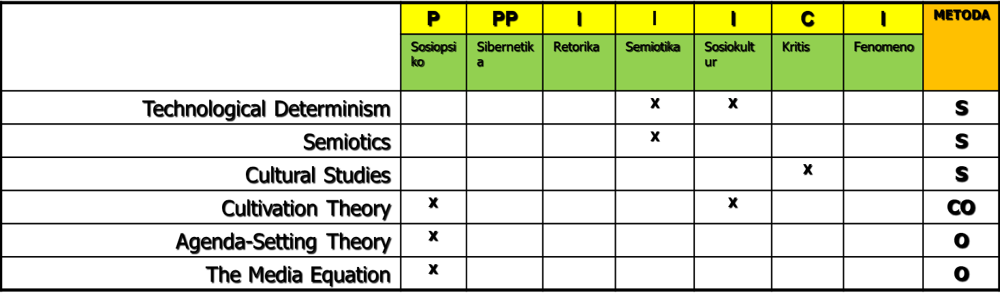 P PP I I I C I METODA
Sosiopsi Sibernetik Retorika Semiotika Sosiokult Kritis Fenomeno
ko a ur
Technological Determinism x x S
Semiotics x S
Cultural Studies x S
Cultivation Theory x x CO
Agenda-Setting Theory x O
The Media Equation x O